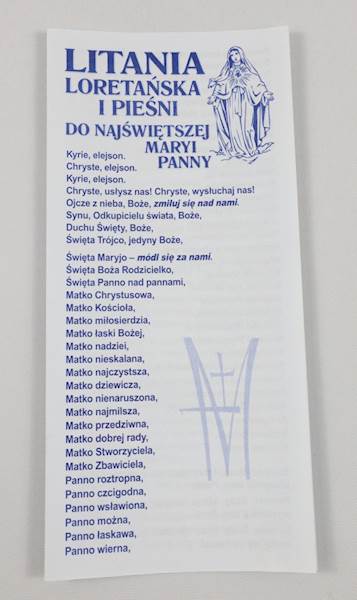 LITANIA
LORETAŃSKA
I PIEŚNI
DO NAJŚWIĘTSZEJ
MARYI
PANNY
Kyrie, elejson.
Chryste, elejson.
Kyrie, elejson.
Chryste, usłysz nas! Chryste, wysłuchaj nas!
Ojcze z nieba, Boże, zmiłuj się nad nami.
Synu, Odkupicielu świata, Boże,
Duchu Święty, Boże,
Święta Trójco, jedyny Boże,
Święta Maryjo – módl się za nami.
Święta Boża Rodzicielko,
Święta Panno nad pannami,
Matko Chrystusowa,
Matko Kościoła,
Matko miłosierdzia,
Matko łaski Bożej,
Matko nadziei,
Matko nieskalana,
Matko najczystsza,
Matko dziewicza,
Matko nienaruszona,
Matko najmilsza,
Matko przedziwna,
Matko dobrej rady,
Matko Stworzyciela,
Matko Zbawiciela,
Panno roztropna,
Panno czcigodna,
Panno wsławiona,
Panno można,
Panno łaskawa,
Panno wierna,